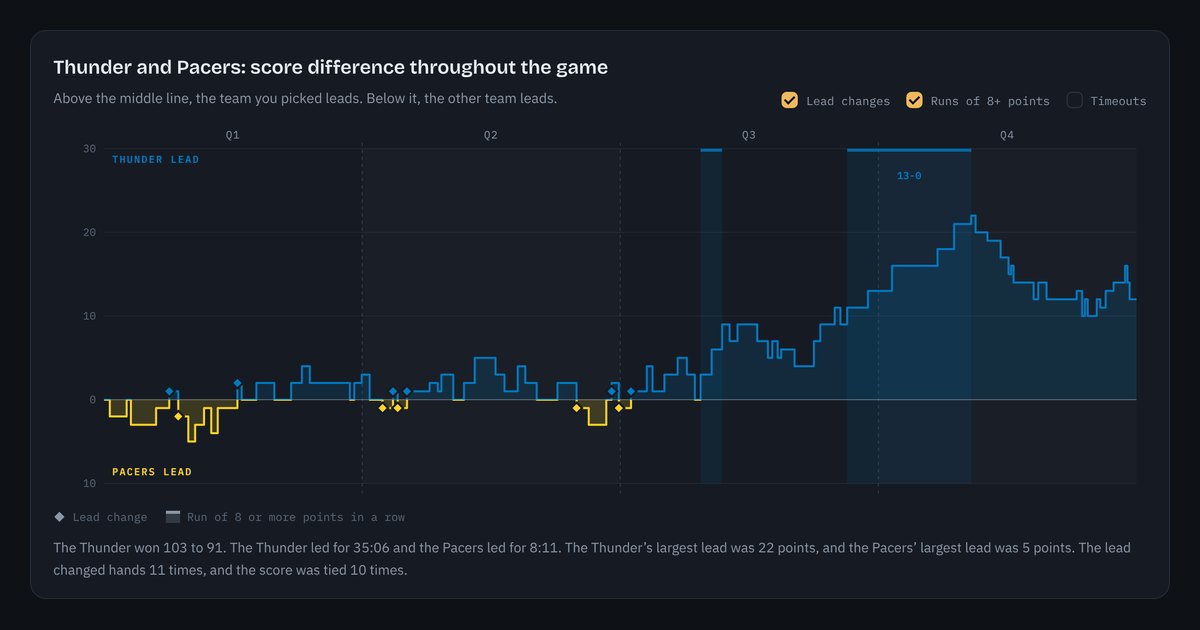 Thunder and Pacers: score difference throughout the game
Above the middle line, the team you picked leads. Below it, the other team leads.
Lead changes
Runs of 8+ points
Timeouts
Q1
Q2
Q3
Q4
30
THUNDER LEAD
13-0
20
10
0
PACERS LEAD
10
Lead change
Run of 8 or more points in a row
The Thunder won 103 to 91. The Thunder led for 35:06 and the Pacers led for 8:11. The Thunder’s largest lead was 22 points, and the Pacers’ largest lead was 5 points. The lead
changed hands 11 times, and the score was tied 10 times.